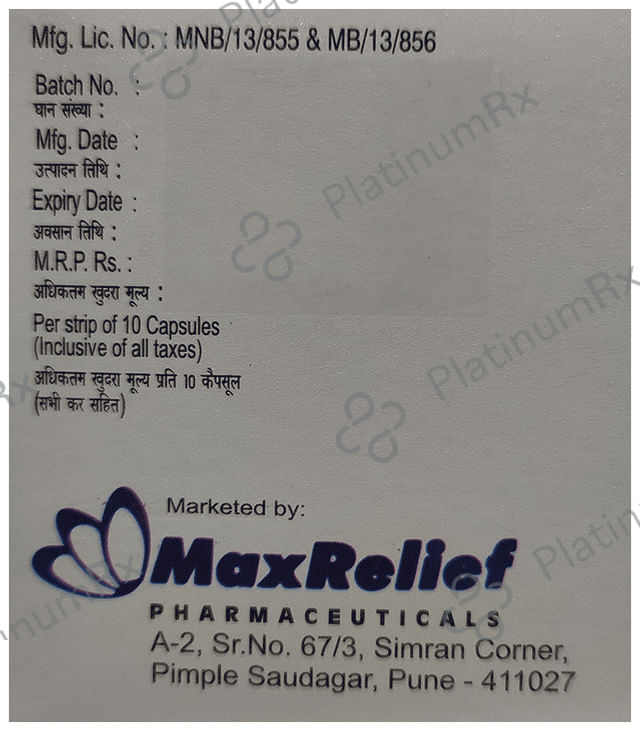 Mfg. Lic. No. : MNB/13/855 & MB/13/856
Batch No. :
घान संख्या :
Mfg. Date :
उत्पादन तिथि :
Expiry Date :
अवसान तिथि :
M.R.P. Rs. :
अधिकतम खुदरा मूल्य :
Per strip of 10 Capsules
(Inclusive of all taxes)
अधिकतम खुदरा मूल्य प्रति 10 कैपसूल
(सभी कर सहित)
Marketed by:
MaxRelief
PHARMACEUTICALS
A-2, Sr.No. 67/3, Simran Corner,
Pimple Saudagar, Pune - 411027
PlatinumRx
PlatinumRx